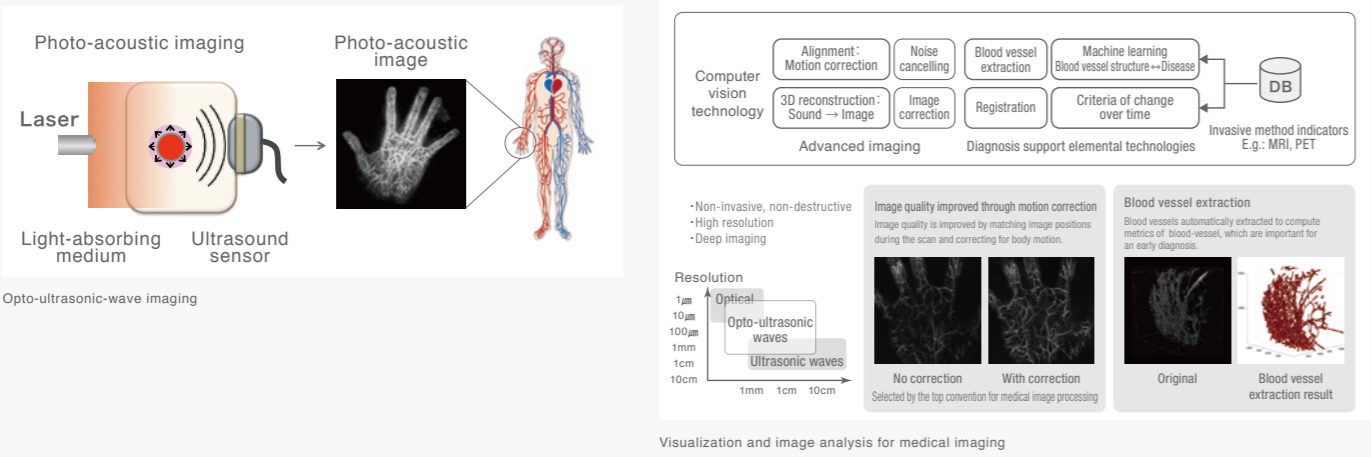 Photo-acoustic imaging
Photo-acoustic
image
Laser
Light-absorbing
medium
Ultrasound
sensor
Opto-ultrasonic-wave imaging
Computer
vision
technology
Alignment:
Motion correction
Noise
cancelling
3D reconstruction:
Sound → Image
Image
correction
Advanced imaging
Blood vessel
extraction
Machine learning
Blood vessel structure↔Disease
Registration
Criteria of change
over time
Diagnosis support elemental technologies
DB
Invasive method indicators
E.g.: MRI, PET
・Non-invasive, non-destructive
・High resolution
・Deep imaging
Resolution
1㎛
10㎛
100㎛
1mm
1cm
10cm
Optical
Opto-ultrasonic
waves
Ultrasonic waves
1mm 1cm 10cm
Image quality improved through motion correction
Image quality is improved by matching image positions
during the scan and correcting for body motion.
No correction
With correction
Selected by the top convention for medical image processing
Blood vessel extraction
Blood vessels automatically extracted to compute
metrics of blood-vessel, which are important for
an early diagnosis.
Original
Blood vessel
extraction result
Visualization and image analysis for medical imaging